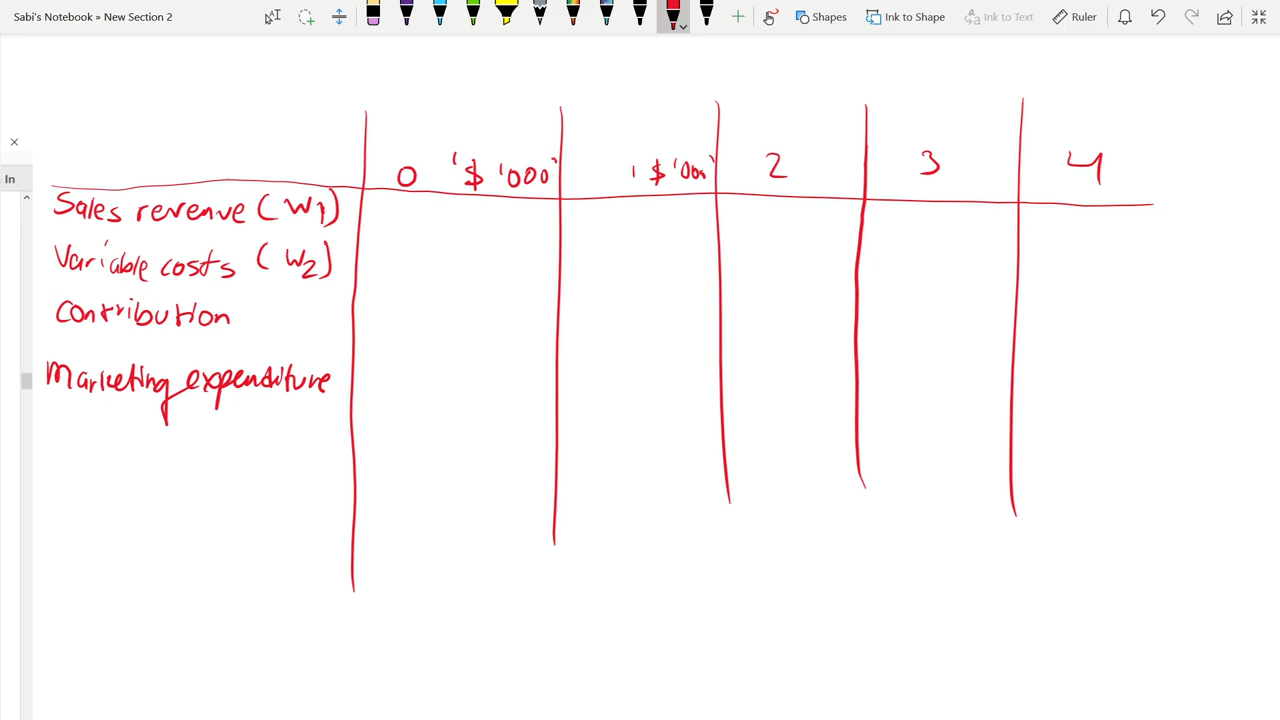 Sabi's Notebook » New Section 2
Shapes
Ink to Shape
Ink to Text
Ruler
In
0 '$ '000'
1 $ '000'
2
3
4
Sales revenue (W1)
Variable costs (W2)
Contribution
Marketing expenditure